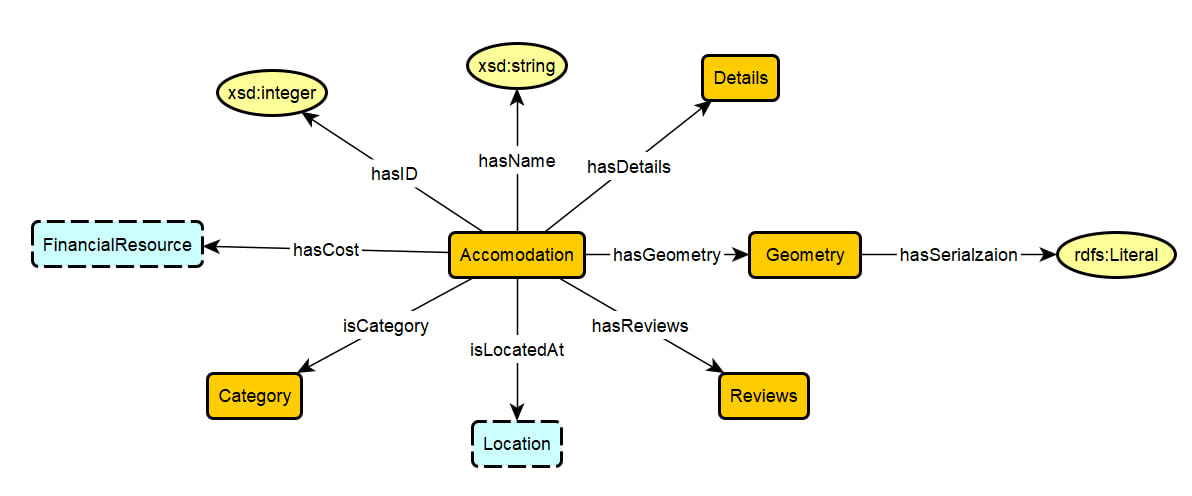 xsd:string
Details
xsd:integer
hasName
hasDetails
hasID
FinancialResource
hasCost
Accomodation
hasGeometry
Geometry
hasSerialzaion
rdfs:Literal
isCategory
hasReviews
isLocatedAt
Category
Reviews
Location